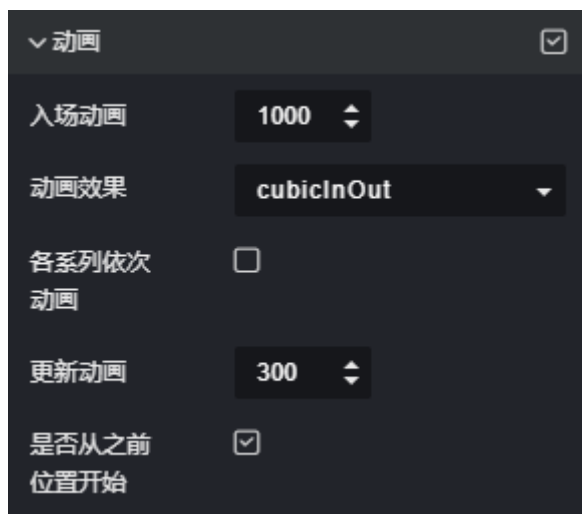 动画
入场动画 1000
动画效果 cubicInOut
各系列依次
动画
更新动画 300
是否从之前
位置开始